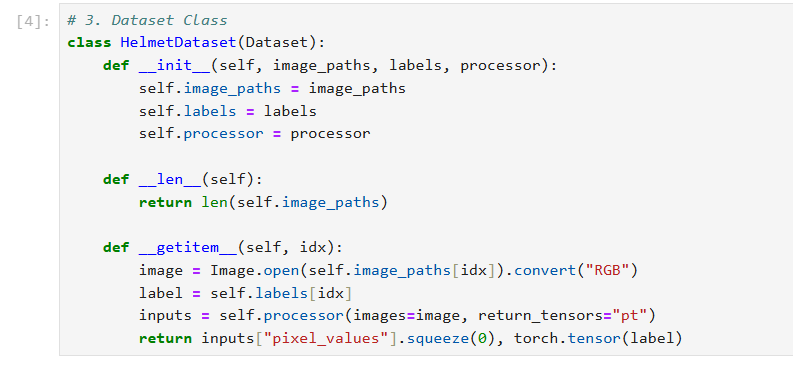 [4]: # 3. Dataset Class
class HelmetDataset(Dataset):
    def __init__(self, image_paths, labels, processor):
        self.image_paths = image_paths
        self.labels = labels
        self.processor = processor

    def __len__(self):
        return len(self.image_paths)

    def __getitem__(self, idx):
        image = Image.open(self.image_paths[idx]).convert("RGB")
        label = self.labels[idx]
        inputs = self.processor(images=image, return_tensors="pt")
        return inputs["pixel_values"].squeeze(0), torch.tensor(label)